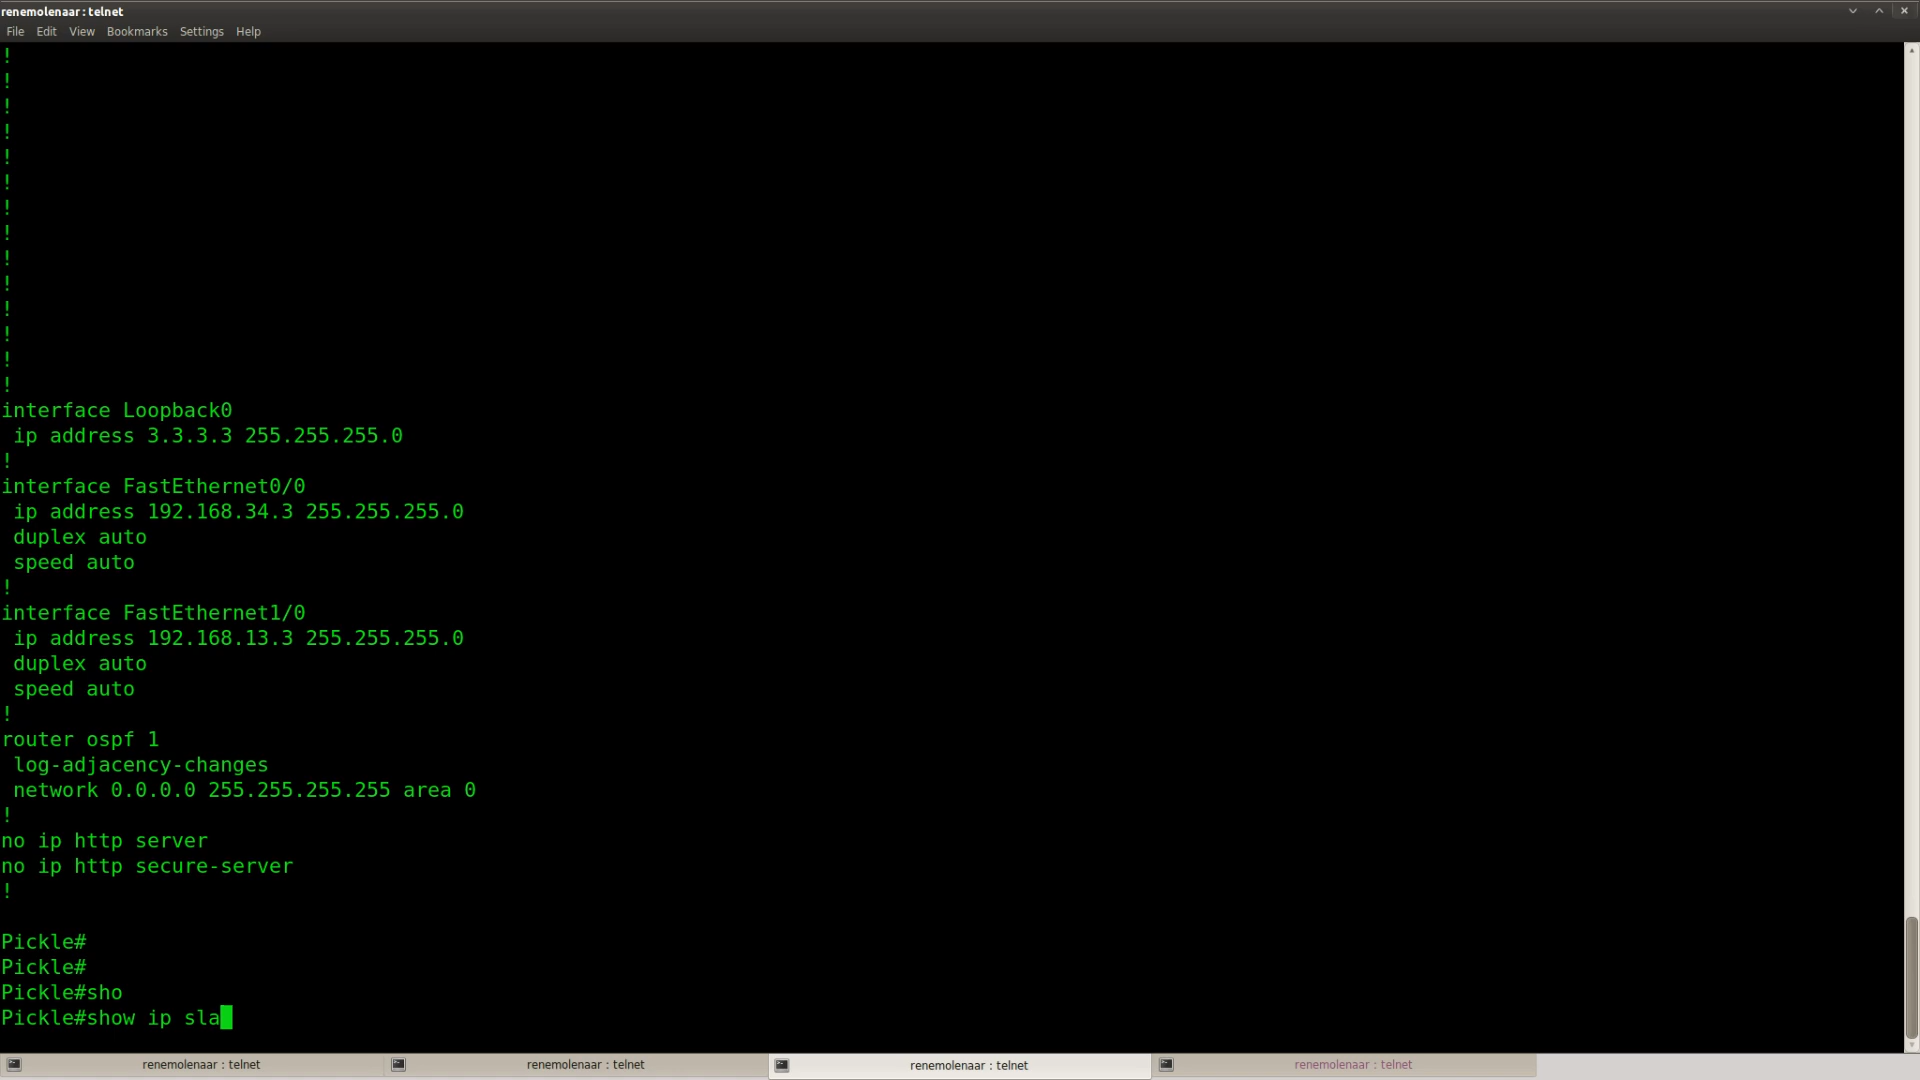 renemolenaar : telnet
File Edit View Bookmarks Settings Help
!
!
!
!
!
!
!
!
!
!
!
!
!
!
interface Loopback0
 ip address 3.3.3.3 255.255.255.0
!
interface FastEthernet0/0
 ip address 192.168.34.3 255.255.255.0
 duplex auto
 speed auto
!
interface FastEthernet1/0
 ip address 192.168.13.3 255.255.255.0
 duplex auto
 speed auto
!
router ospf 1
 log-adjacency-changes
 network 0.0.0.0 255.255.255.255 area 0
!
no ip http server
no ip http secure-server
!
Pickle#
Pickle#
Pickle#sho
Pickle#show ip sla
renemolenaar : telnet renemolenaar : telnet renemolenaar : telnet renemolenaar : telnet